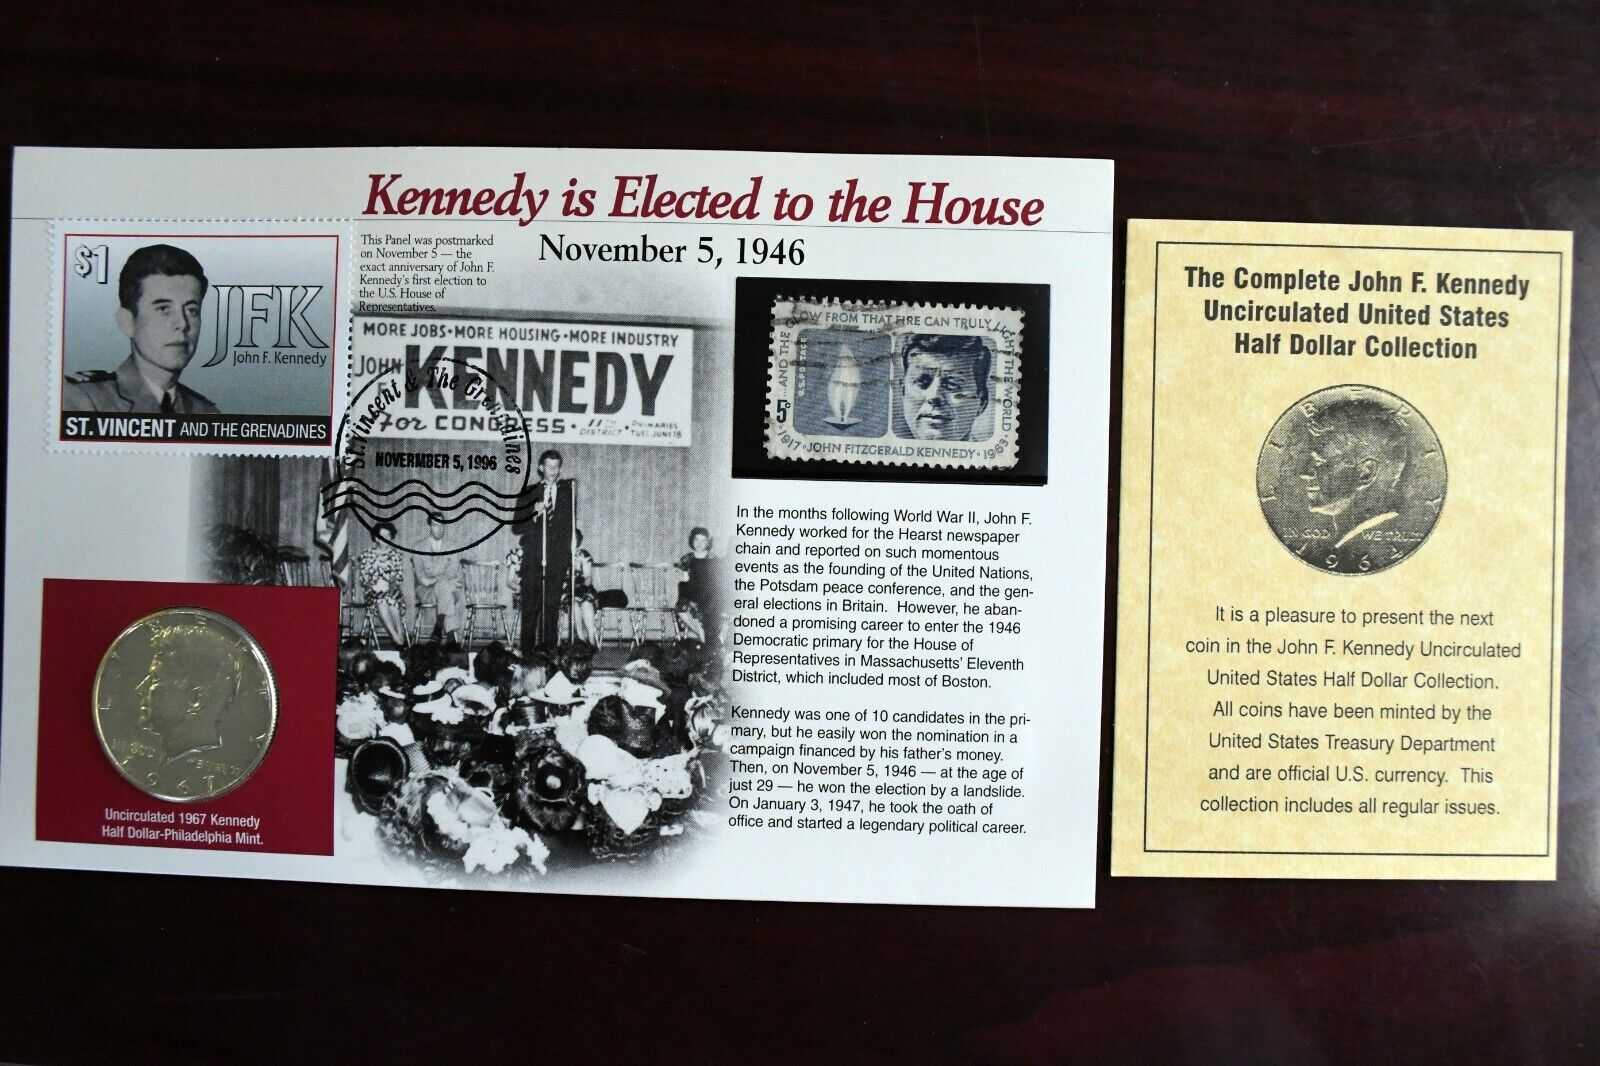 Kennedy is Elected to the House
November 5, 1946
This Panel was postmarked
on November 5 — the
exact anniversary of John F.
Kennedy's first election to
the U.S. House of
Representatives.
$1
JFK
John F. Kennedy
ST. VINCENT AND THE GRENADINES
MORE JOBS • MORE HOUSING • MORE INDUSTRY
JOHN
F.
KENNEDY
For CONGRESS • 11TH DISTRICT • PRIMARIES TUES. JUNE 18
St. Vincent & The Grenadines
NOVERMBER 5, 1996
...AND THE GLOW FROM THAT FIRE CAN TRULY LIGHT THE WORLD
U.S. POSTAGE
5c
1917 • JOHN FITZGERALD KENNEDY • 1963
In the months following World War II, John F.
Kennedy worked for the Hearst newspaper
chain and reported on such momentous
events as the founding of the United Nations,
the Potsdam peace conference, and the gen-
eral elections in Britain. However, he aban-
doned a promising career to enter the 1946
Democratic primary for the House of
Representatives in Massachusetts' Eleventh
District, which included most of Boston.
Kennedy was one of 10 candidates in the pri-
mary, but he easily won the nomination in a
campaign financed by his father's money.
Then, on November 5, 1946 — at the age of
just 29 — he won the election by a landslide.
On January 3, 1947, he took the oath of
office and started a legendary political career.
LIBERTY
IN GOD WE TRUST
1967
Uncirculated 1967 Kennedy
Half Dollar-Philadelphia Mint.
The Complete John F. Kennedy
Uncirculated United States
Half Dollar Collection
LIBERTY
IN GOD WE TRUST
1964
It is a pleasure to present the next
coin in the John F. Kennedy Uncirculated
United States Half Dollar Collection.
All coins have been minted by the
United States Treasury Department
and are official U.S. currency. This
collection includes all regular issues.